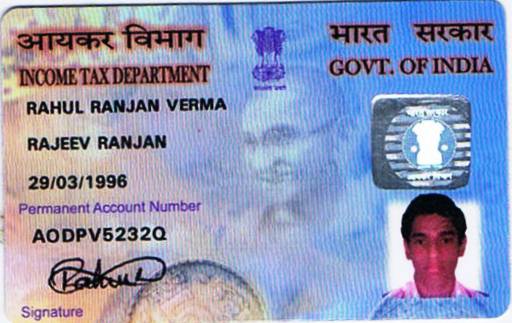 आयकर विभाग
INCOME TAX DEPARTMENT
भारत सरकार
GOVT. OF INDIA
RAHUL RANJAN VERMA
RAJEEV RANJAN
29/03/1996
Permanent Account Number
AODPV5232Q
Rahul
Signature